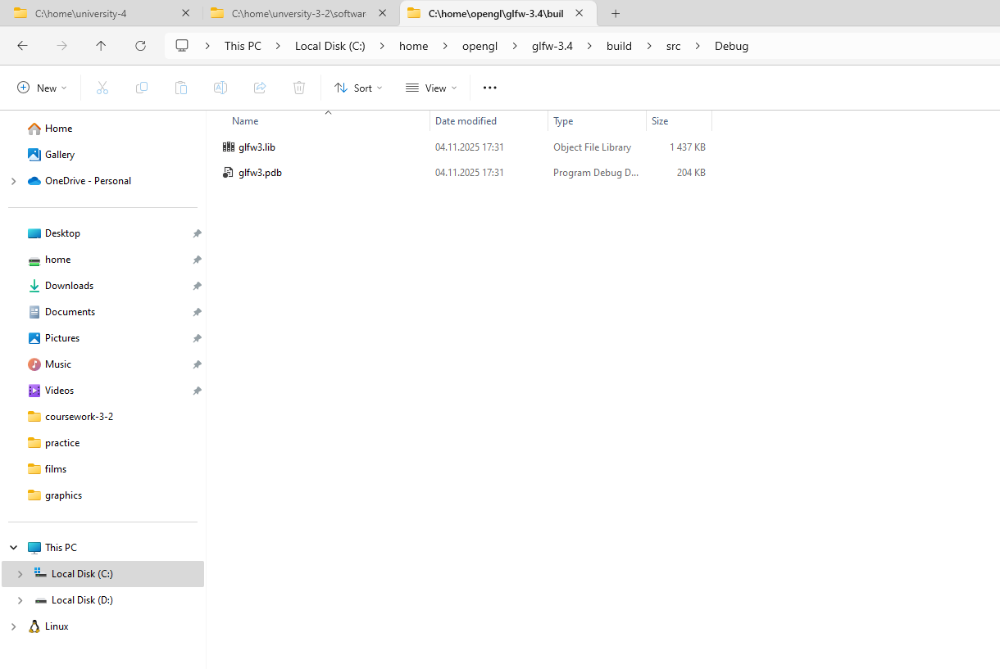 C:\home\university-4
C:\home\unversity-3-2\softwar
C:\home\opengl\glfw-3.4\buil
This PC > Local Disk (C:) > home > opengl > glfw-3.4 > build > src > Debug
New Sort View
Name Date modified Type Size
glfw3.lib 04.11.2025 17:31 Object File Library 1 437 KB
glfw3.pdb 04.11.2025 17:31 Program Debug D... 204 KB
Home
Gallery
OneDrive - Personal
Desktop
home
Downloads
Documents
Pictures
Music
Videos
coursework-3-2
practice
films
graphics
This PC
Local Disk (C:)
Local Disk (D:)
Linux